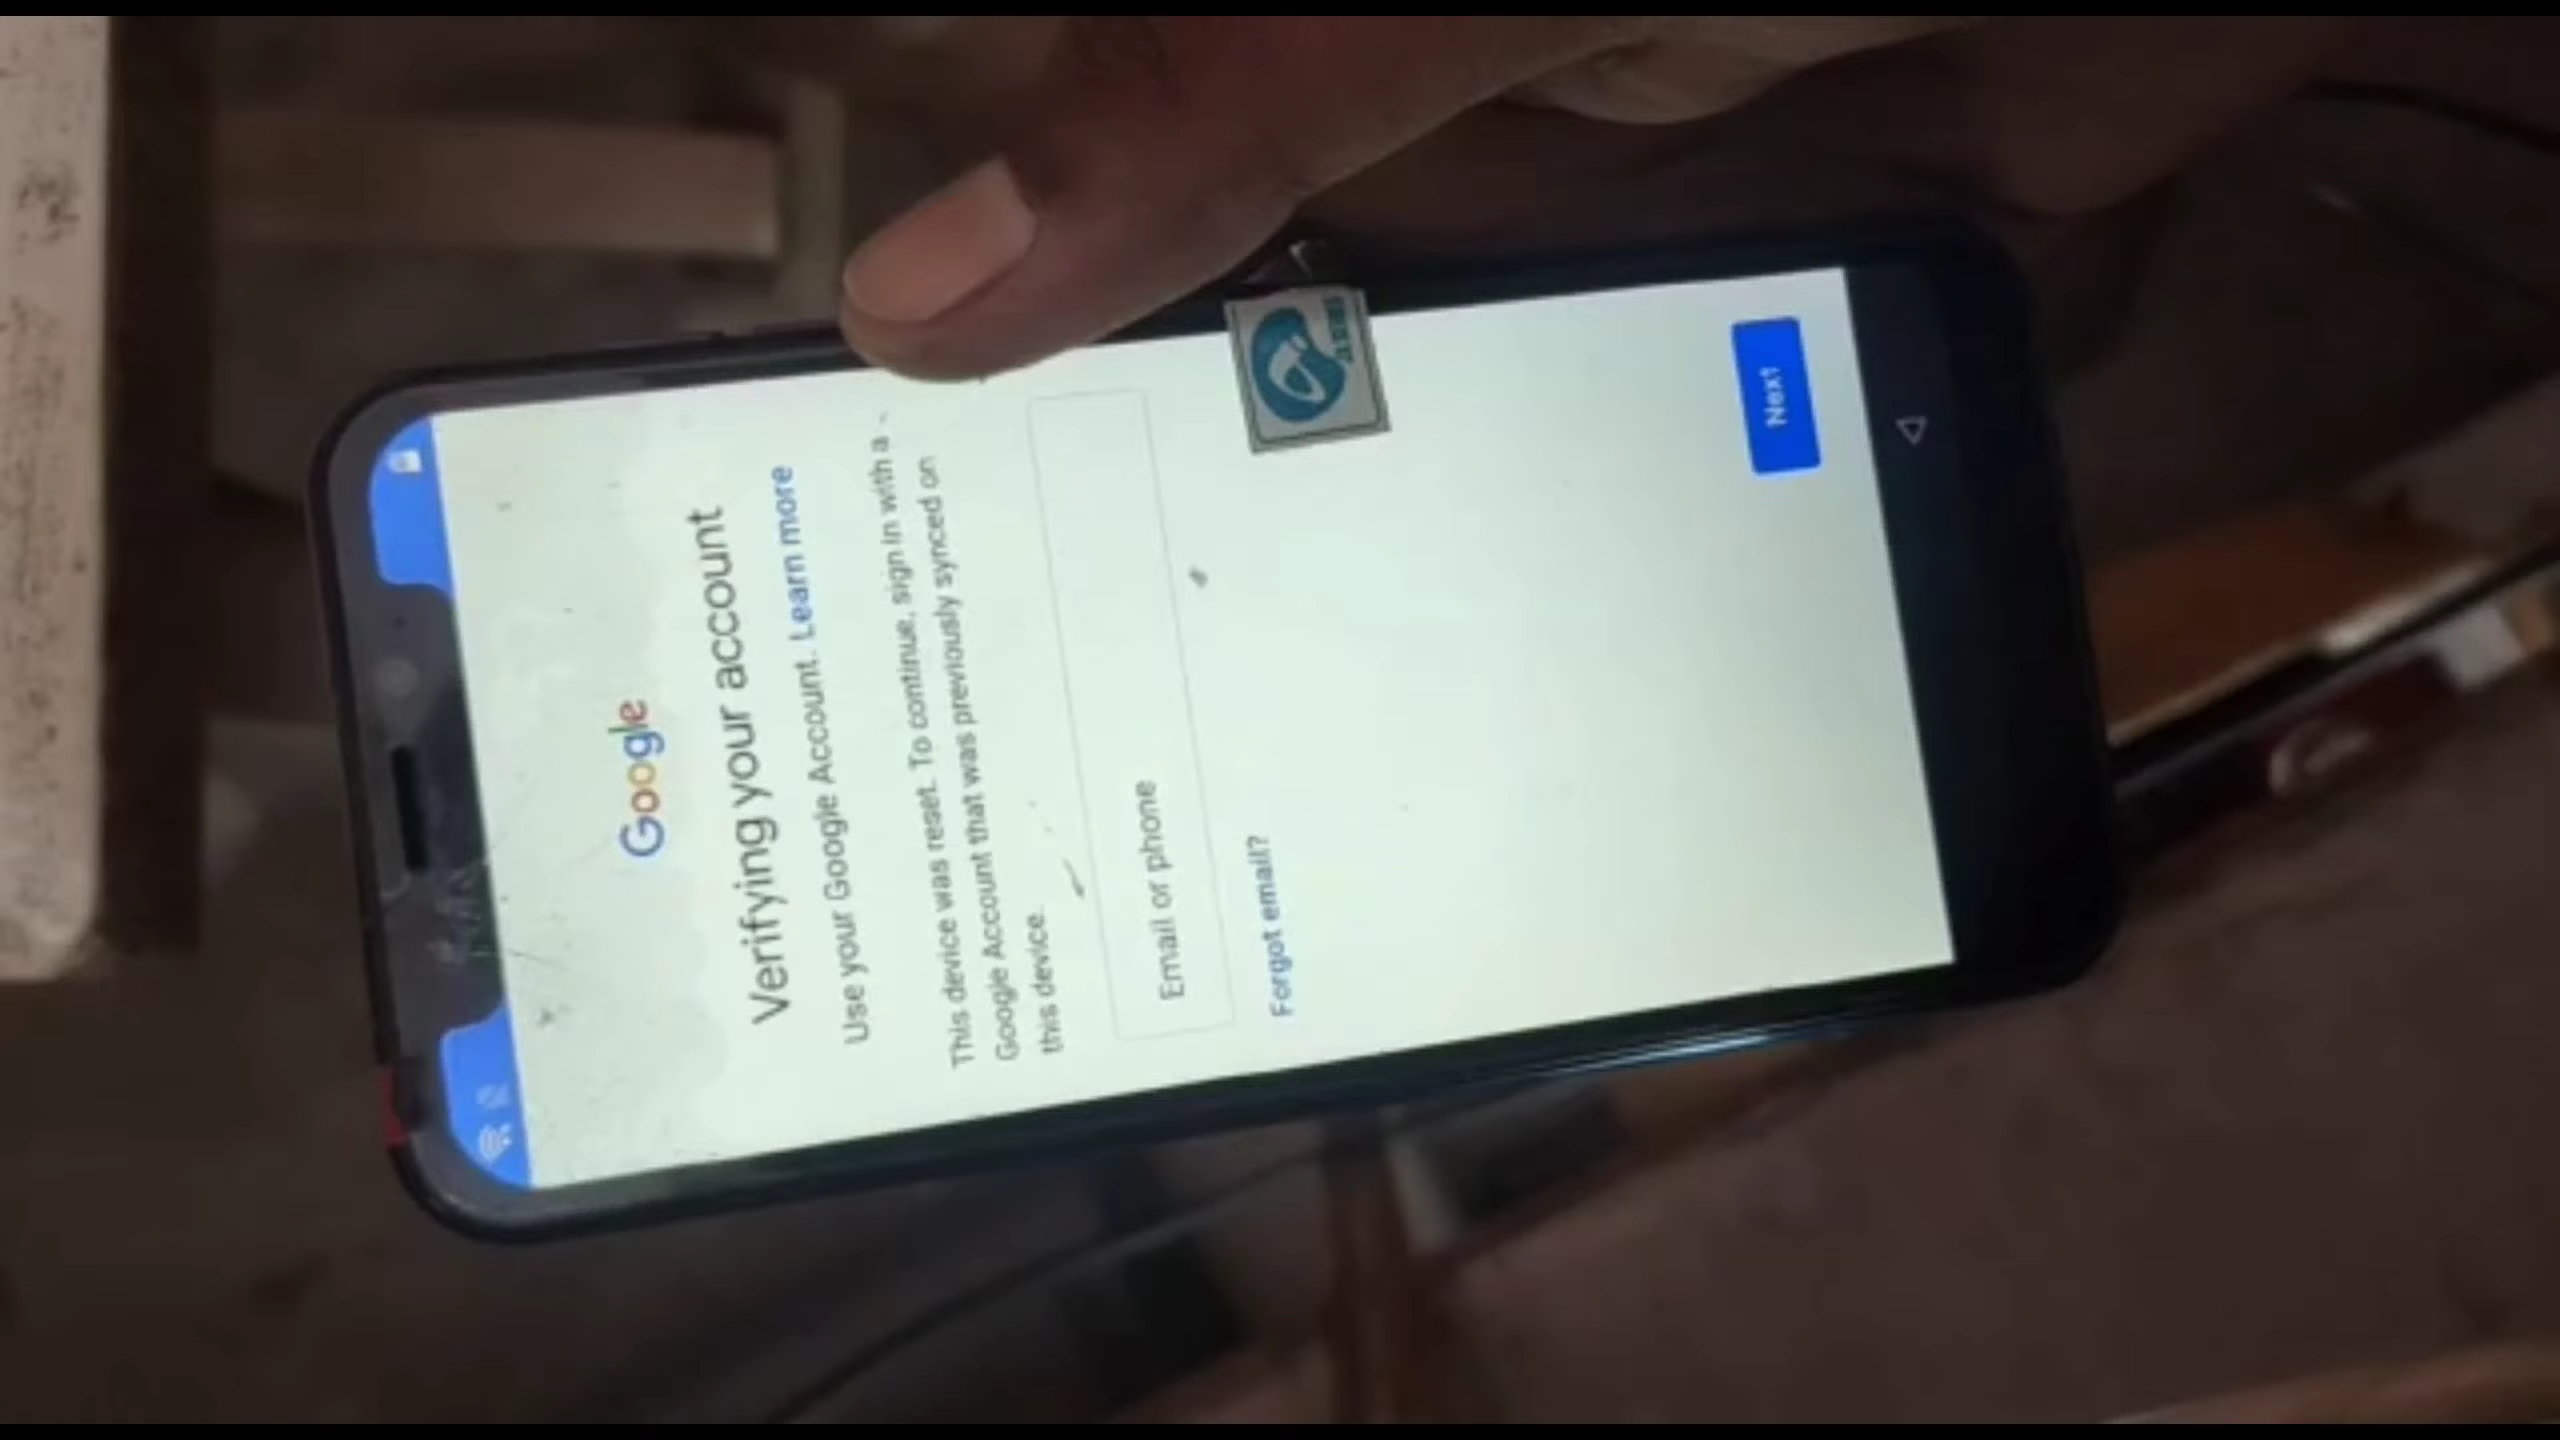 Google
Verifying your account
Use your Google Account. Learn more
This device was reset. To continue, sign in with a
Google Account that was previously synced on
this device.
Email or phone
Forgot email?
Next